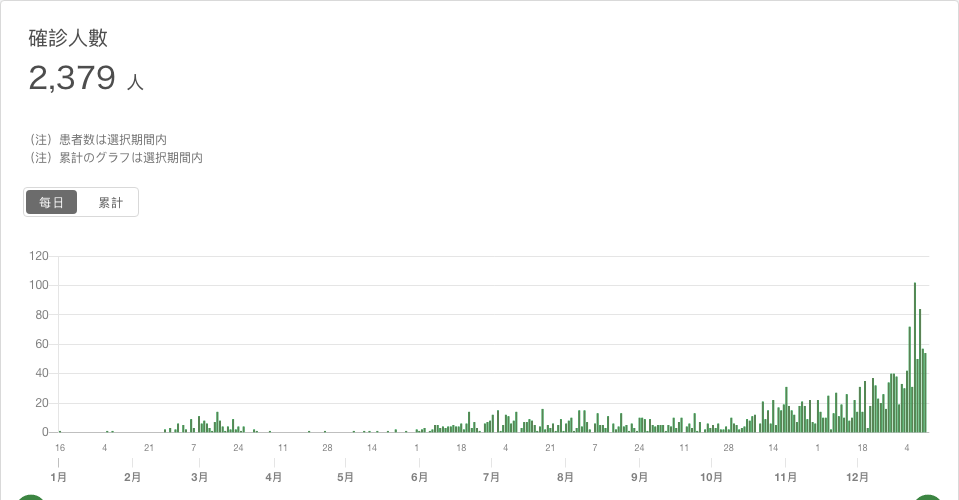 確診人數
2,379 人
（注）患者数は選択期間内
（注）累計のグラフは選択期間内
每日 累計
120
100
80
60
40
20
0
16 4 21 7 24 11 28 14 1 18 4 21 8 24 11 28 14 1 18 4
1月 2月 3月 4月 5月 6月 7月 8月 9月 10月 11月 12月